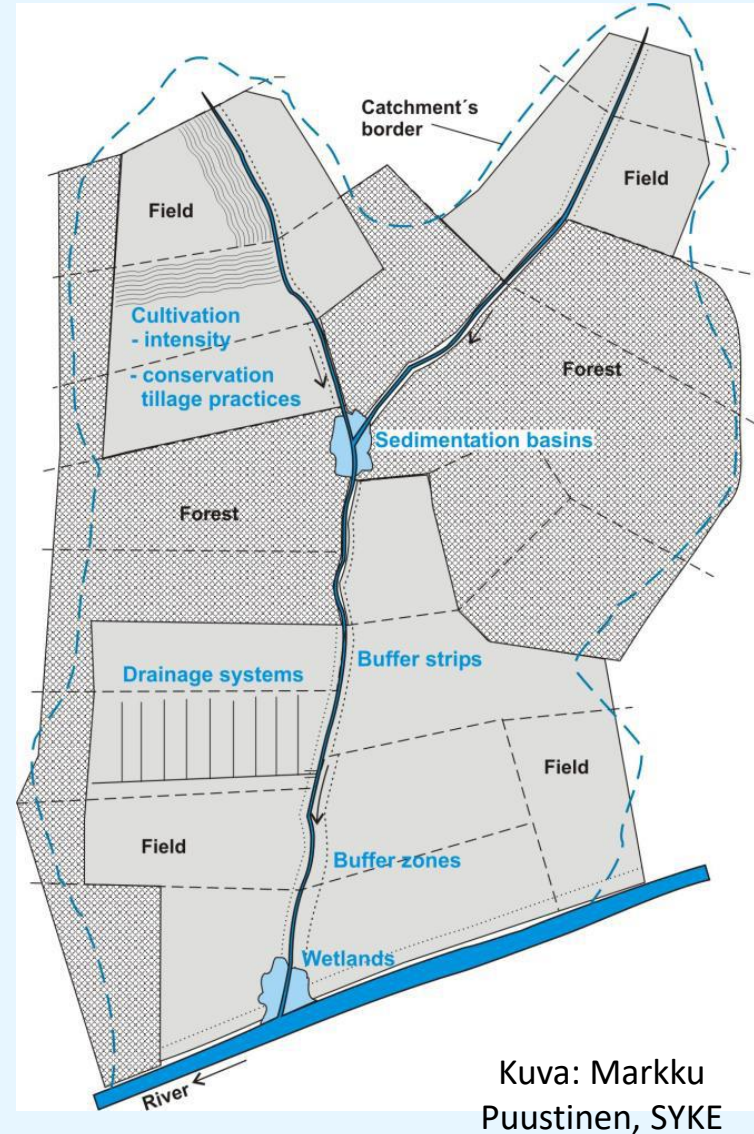 Catchment´s
border
Field
Field
Cultivation
- intensity
- conservation
tillage practices
Forest
Sedimentation basins
Forest
Drainage systems
Buffer strips
Field
Field
Buffer zones
Wetlands
River
Kuva: Markku
Puustinen, SYKE